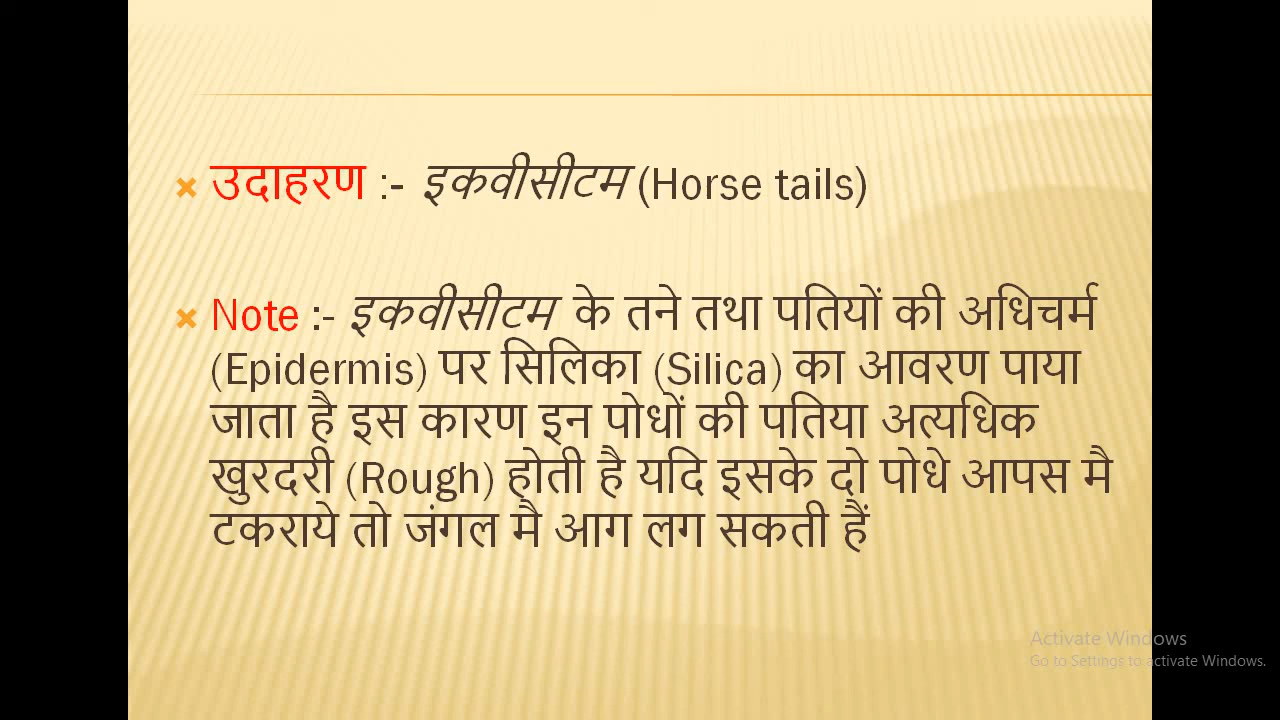 उदाहरण :- इकवीसीटम (Horse tails)
Note :- इकवीसीटम के तने तथा पतियों की अधिचर्म
(Epidermis) पर सिलिका (Silica) का आवरण पाया
जाता है इस कारण इन पोधों की पतिया अत्यधिक
खुरदरी (Rough) होती है यदि इसके दो पोधे आपस मै
टकराये तो जंगल मै आग लग सकती हैं
Activate Windows
Go to Settings to activate Windows.